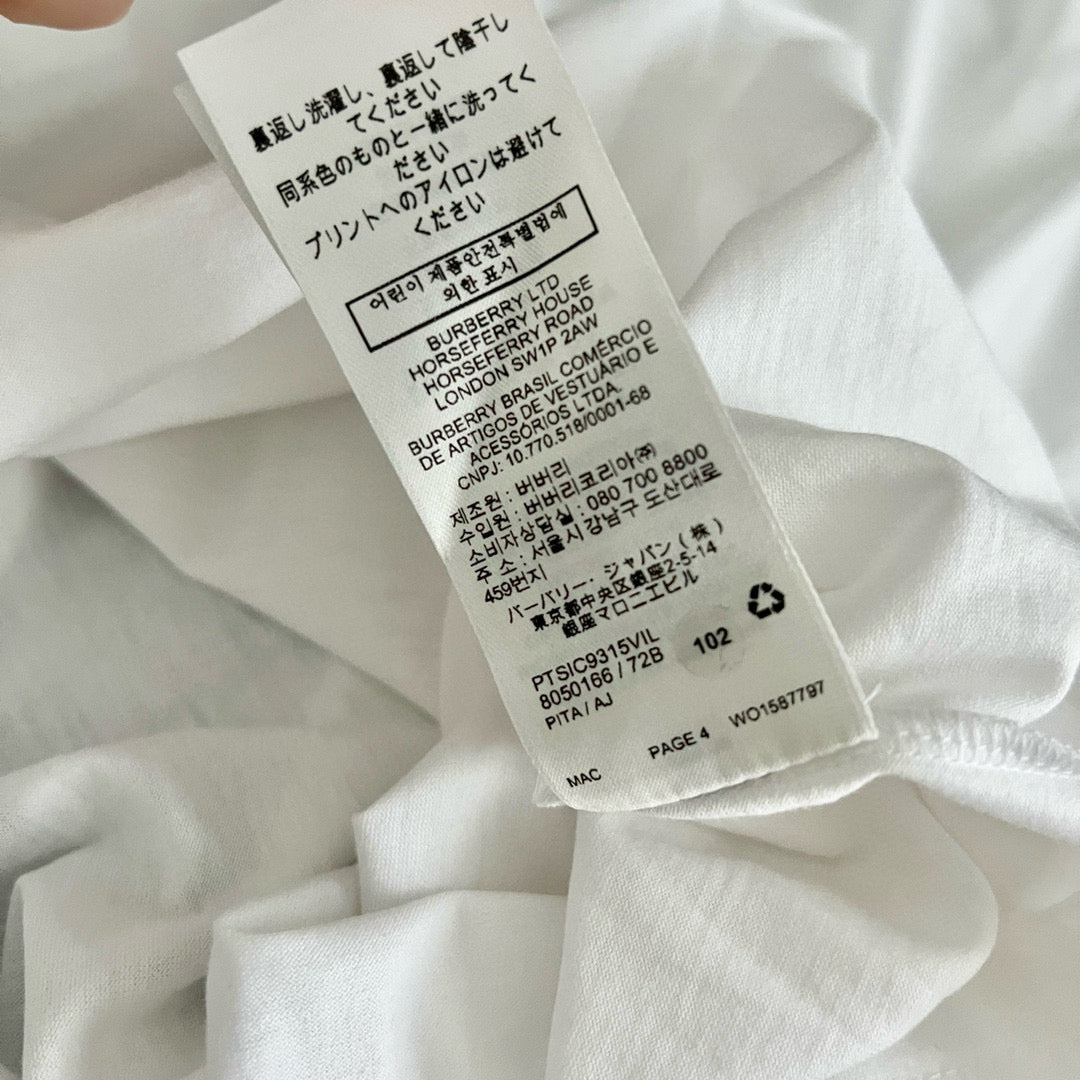 裏返し洗濯し、裏返して陰干し
てください
同系色のものと一緒に洗ってく
ださい
プリントへのアイロンは避けて
ください
어린이 제품안전특별법에
의한 표시
BURBERRY LTD
HORSEFERRY HOUSE
HORSEFERRY ROAD
LONDON SW1P 2AW
BURBERRY BRASIL COMÉRCIO
DE ARTIGOS DE VESTUÁRIO E
ACESSÓRIOS LTDA.
CNPJ: 10.770.518/0001-68
제조원 : 버버리
수입원 : 버버리코리아㈜
소비자상담실 : 080 700 8800
주 소 : 서울시 강남구 도산대로
459번지
バーバリー・ジャパン(株)
東京都中央区銀座2-5-14
銀座マロニエビル
PTSIC9315VIL
8050166 / 72B
102
PITA / AJ
MAC PAGE 4 WO1587797